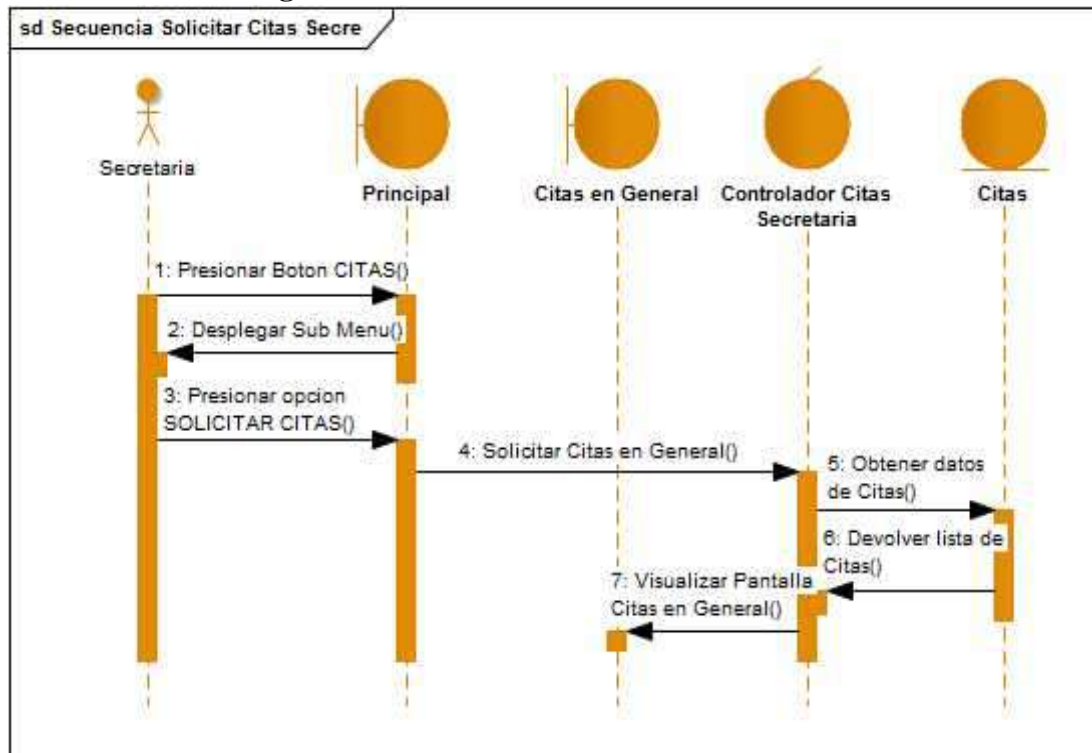 sd Secuencia Solicitar Citas Secre
Secretaria
Principal
Citas en General
Controlador Citas
Secretaria
Citas
1: Presionar Boton CITAS()
2: Desplegar Sub Menu()
3: Presionar opcion
SOLICITAR CITAS()
4: Solicitar Citas en General()
5: Obtener datos
de Citas()
6: Devolver lista de
Citas()
7: Visualizar Pantalla
Citas en General()